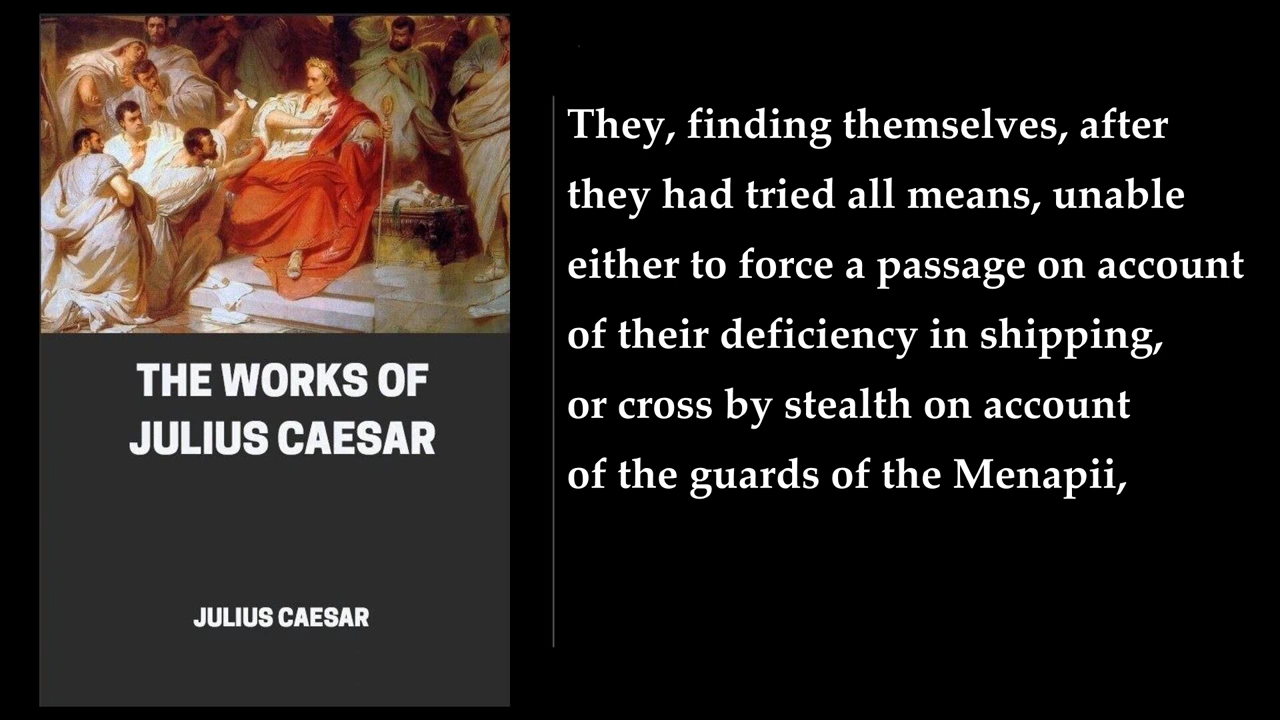 THE WORKS OF
JULIUS CAESAR
JULIUS CAESAR
They, finding themselves, after
they had tried all means, unable
either to force a passage on account
of their deficiency in shipping,
or cross by stealth on account
of the guards of the Menapii,